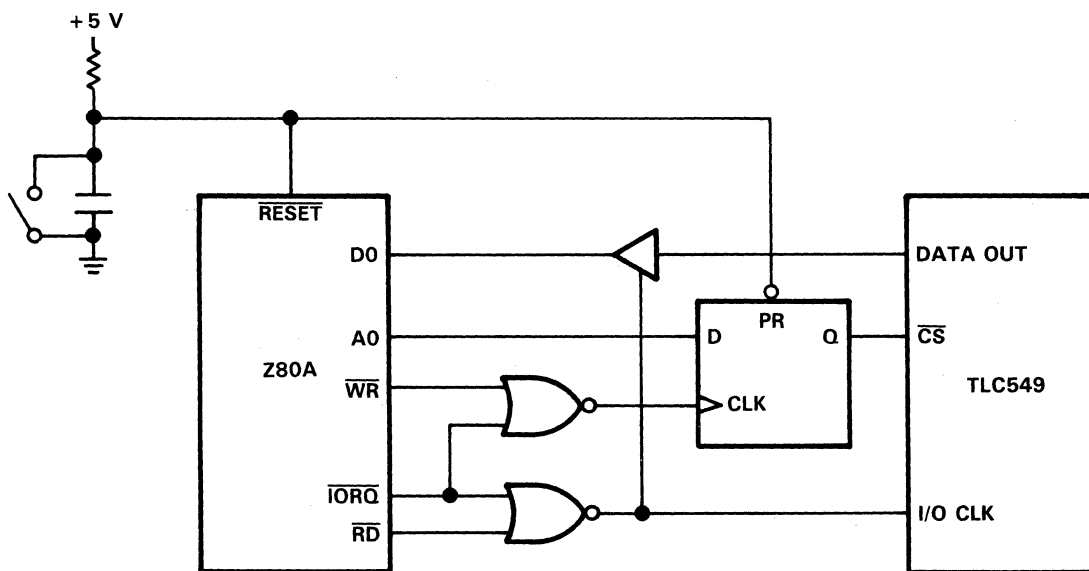 +5 V
RESET
D0
DATA OUT
PR
A0
D
Q
CS
Z80A
TLC549
WR
CLK
IORQ
I/O CLK
RD